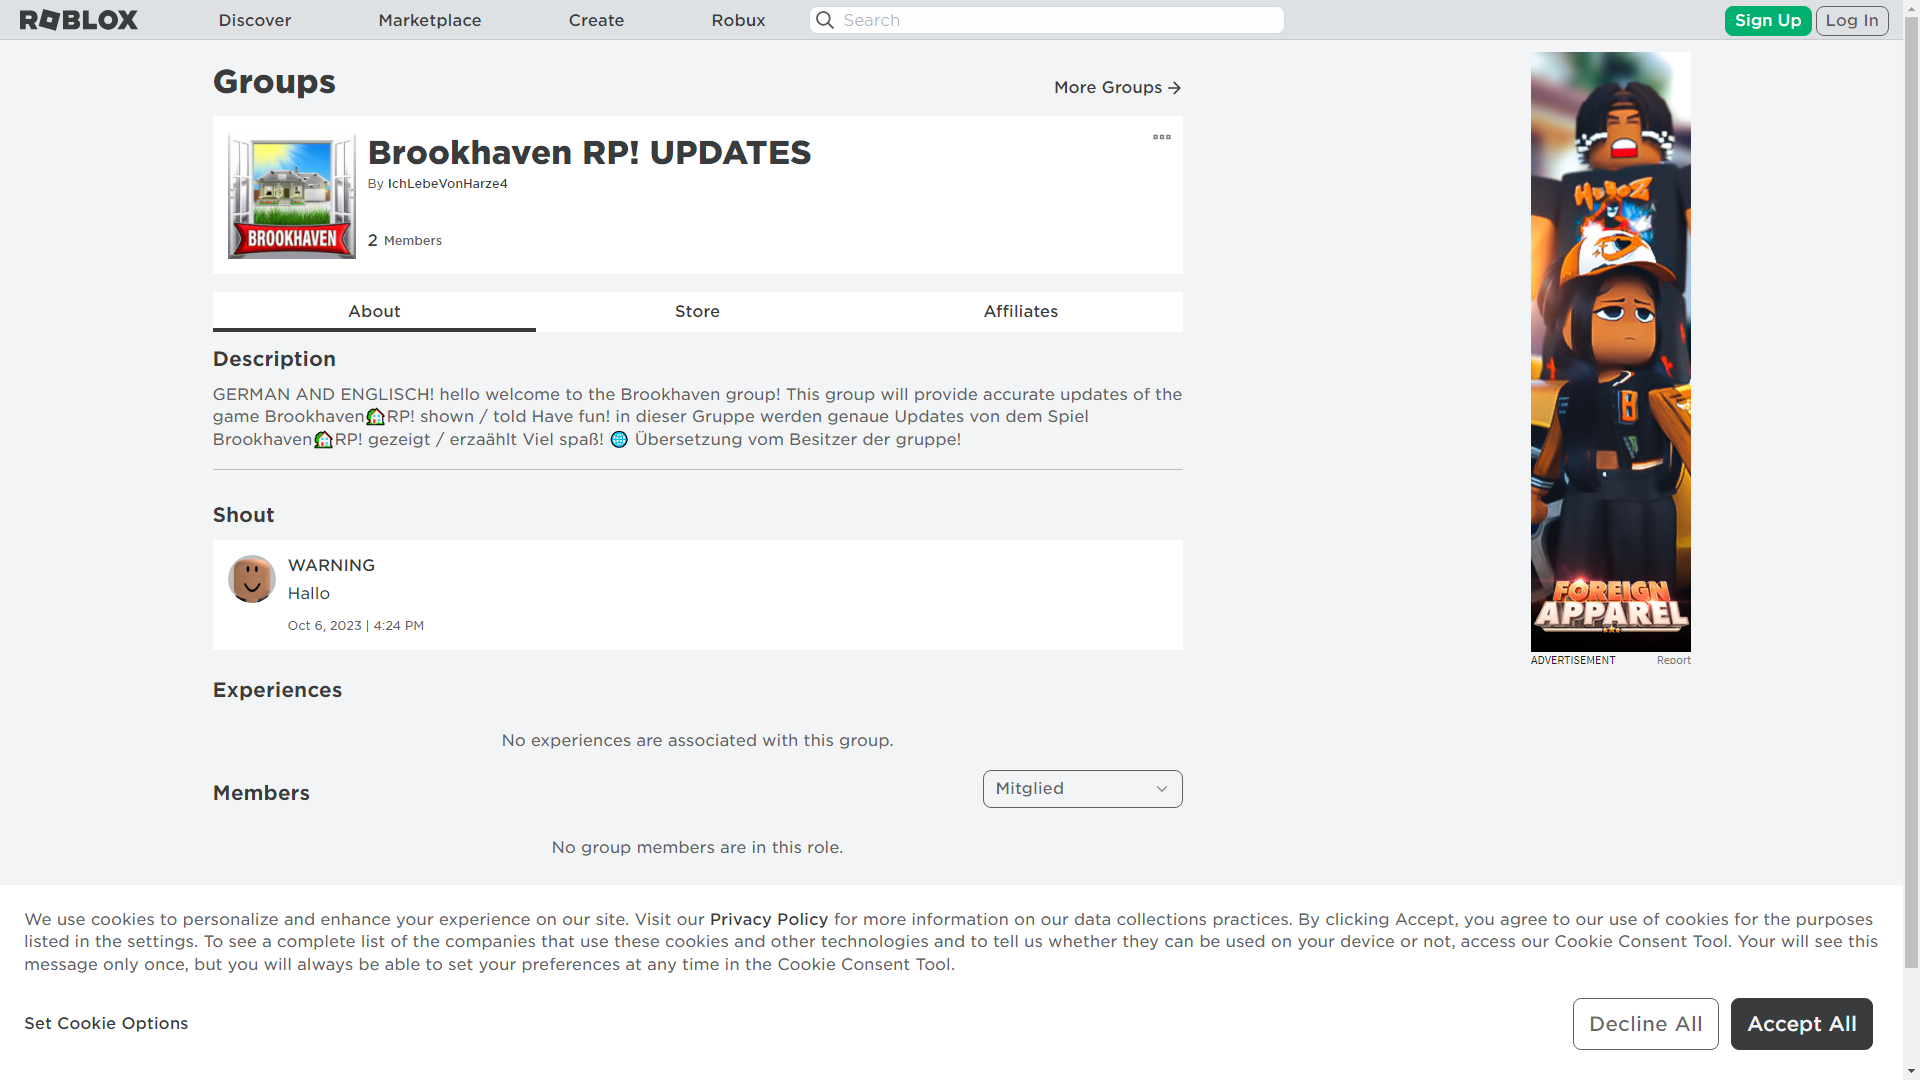 ROBLOX Discover Marketplace Create Robux Search Sign Up Log In
Groups
More Groups
BROOKHAVEN
Brookhaven RP! UPDATES
By IchLebeVonHarze4
2 Members
About Store Affiliates
Description
GERMAN AND ENGLISCH! hello welcome to the Brookhaven group! This group will provide accurate updates of the
game Brookhaven🏡RP! shown / told Have fun! in dieser Gruppe werden genaue Updates von dem Spiel
Brookhaven🏡RP! gezeigt / erzaählt Viel spaß! 🌐 Übersetzung vom Besitzer der gruppe!
Shout
WARNING
Hallo
Oct 6, 2023 | 4:24 PM
Experiences
No experiences are associated with this group.
Members
Mitglied
No group members are in this role.
FOREIGN
APPAREL
ADVERTISEMENT Report
We use cookies to personalize and enhance your experience on our site. Visit our Privacy Policy for more information on our data collections practices. By clicking Accept, you agree to our use of cookies for the purposes
listed in the settings. To see a complete list of the companies that use these cookies and other technologies and to tell us whether they can be used on your device or not, access our Cookie Consent Tool. Your will see this
message only once, but you will always be able to set your preferences at any time in the Cookie Consent Tool.
Set Cookie Options
Decline All
Accept All